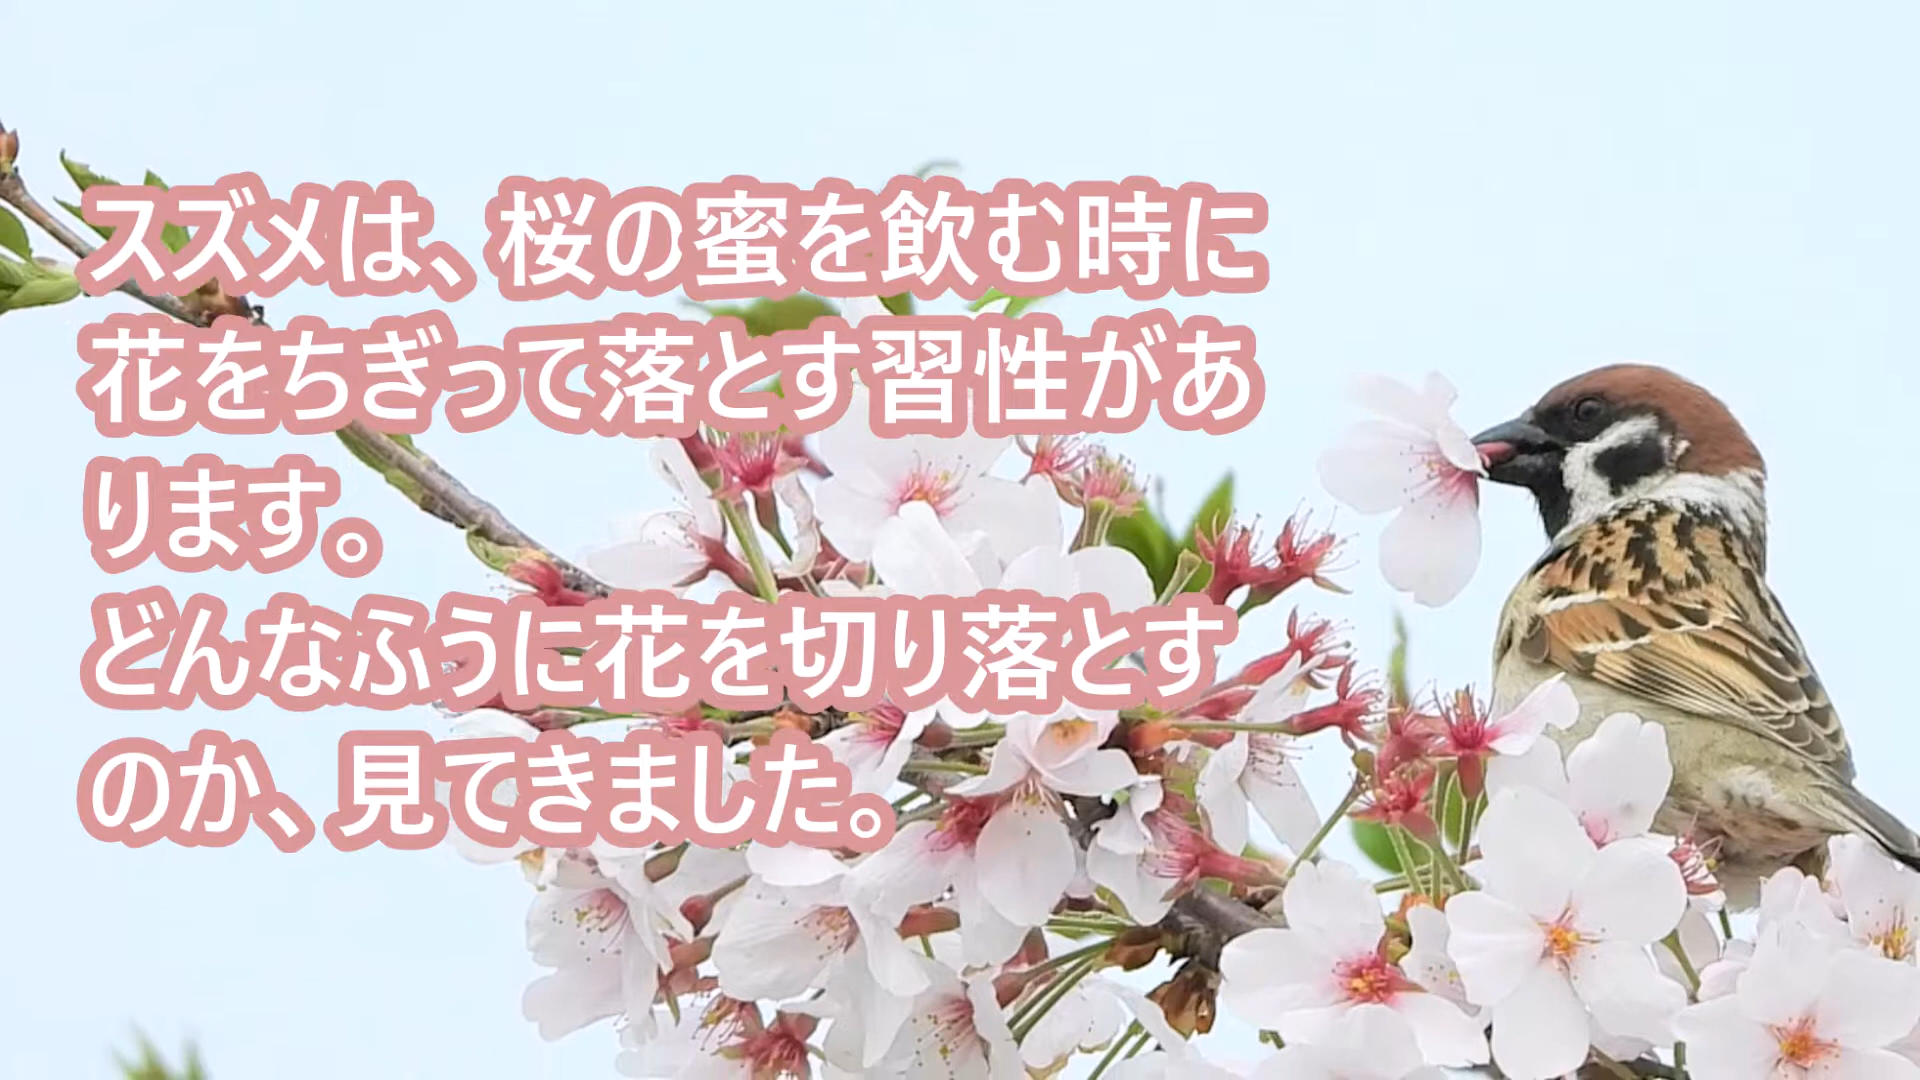 スズメは、桜の蜜を飲む時に
花をちぎって落とす習性があ
ります。
どんなふうに花を切り落とす
のか、見てきました。